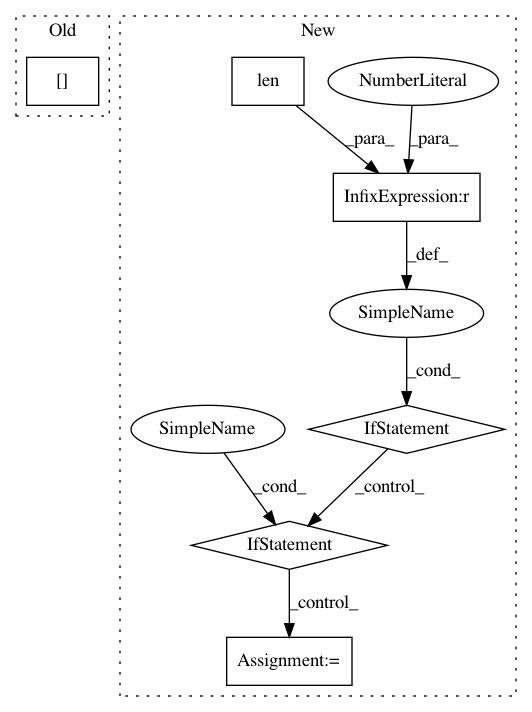 Old
New
[]
len
NumberLiteral
_para_
_para_
InfixExpression:r
_def_
SimpleName
_cond_
SimpleName
IfStatement
_cond_
_control_
IfStatement
_control_
Assignment:=